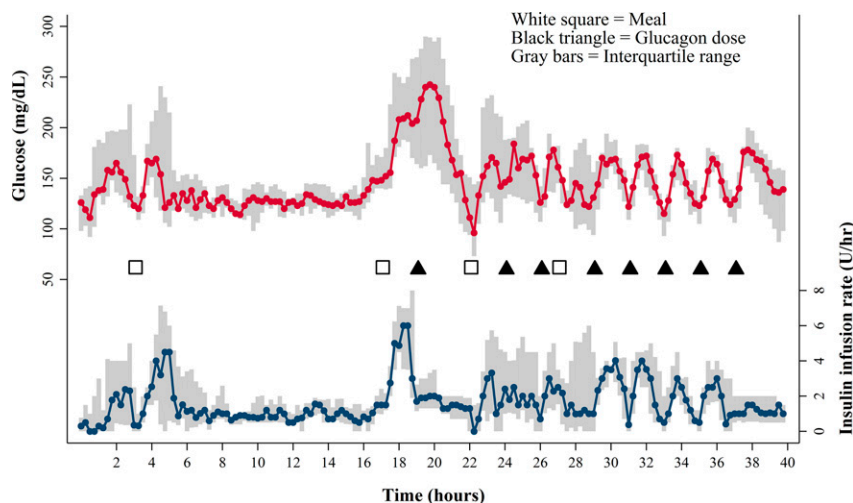 White square = Meal
Black triangle = Glucagon dose
Gray bars = Interquartile range
Glucose (mg/dL)
300
250
200
150
100
50
Insulin infusion rate (U/hr)
8
6
4
2
0
2 4 6 8 10 12 14 16 18 20 22 24 26 28 30 32 34 36 38 40
Time (hours)